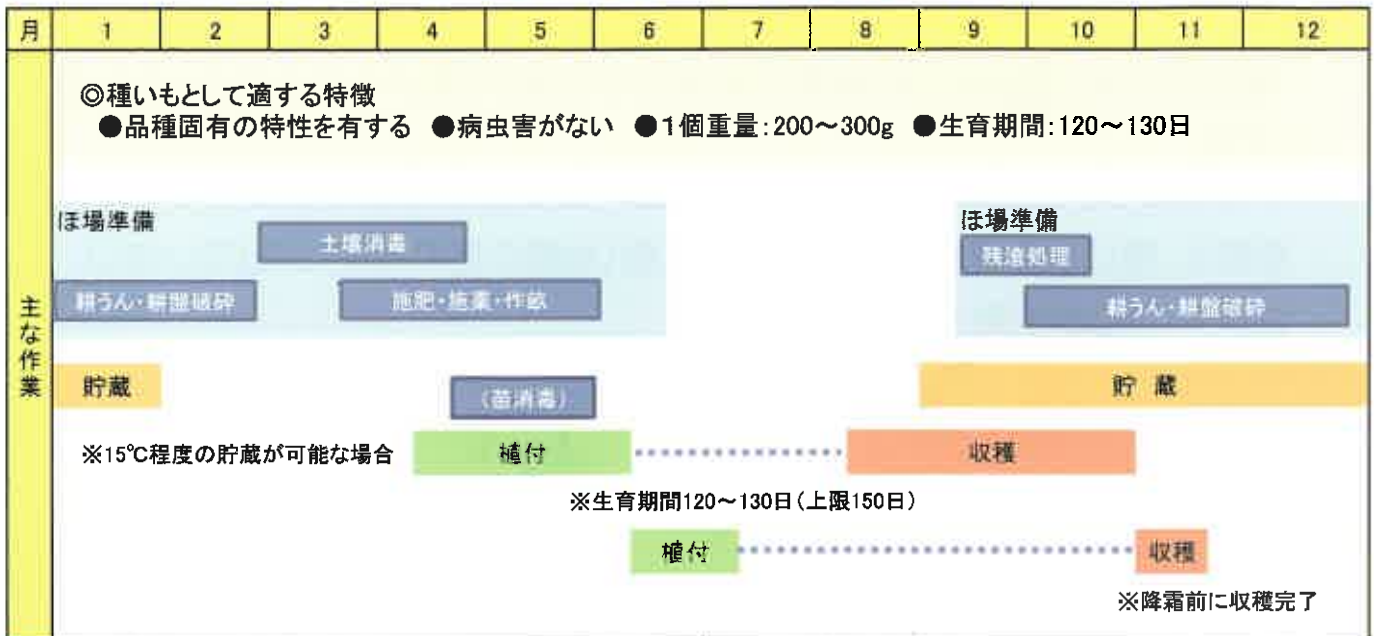 月 1 2 3 4 5 6 7 8 9 10 11 12
主な作業
◎種いもとして適する特徴
●品種固有の特性を有する ●病虫害がない ●1個重量:200～300g ●生育期間:120～130日
ほ場準備 ほ場準備
土壌消毒 残渣処理
耕うん・耕盤破砕 施肥・施薬・作畝 耕うん・耕盤破砕
貯蔵 (苗消毒) 貯 蔵
※15℃程度の貯蔵が可能な場合 植付 収穫
※生育期間120～130日(上限150日)
植付 収穫
※降霜前に収穫完了